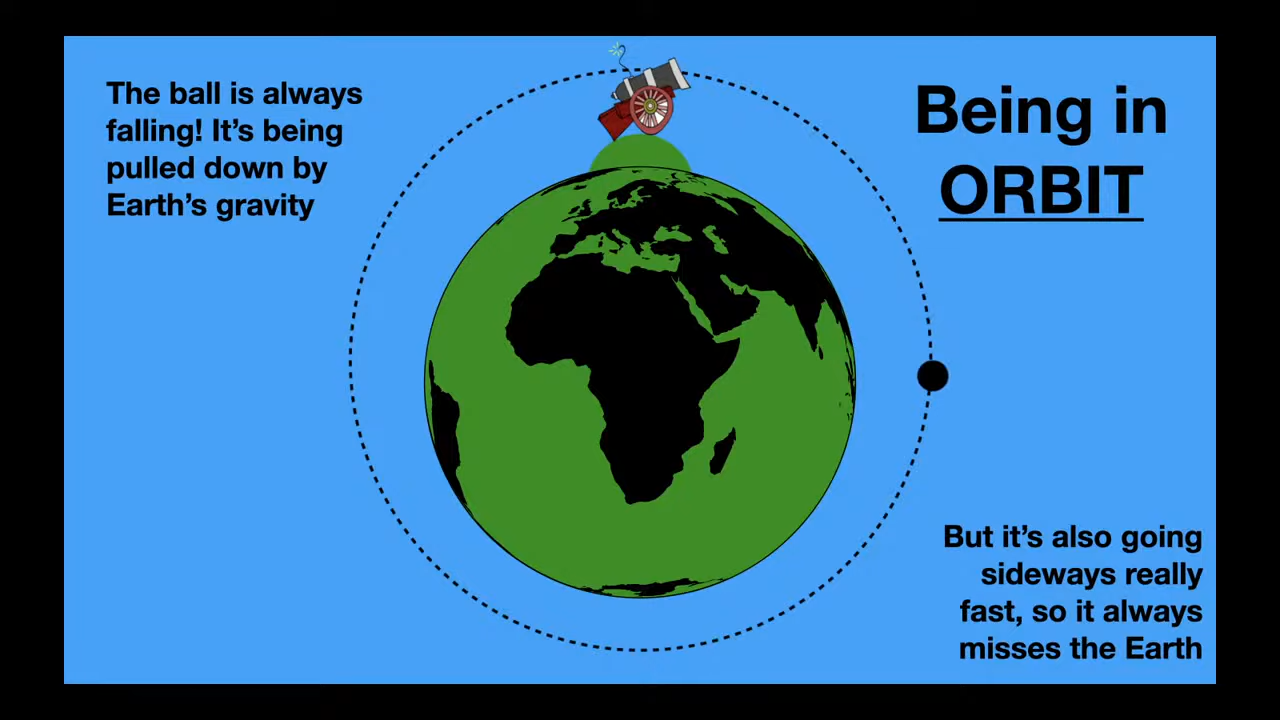 The ball is always
falling! It’s being
pulled down by
Earth’s gravity
Being in
ORBIT
But it’s also going
sideways really
fast, so it always
misses the Earth